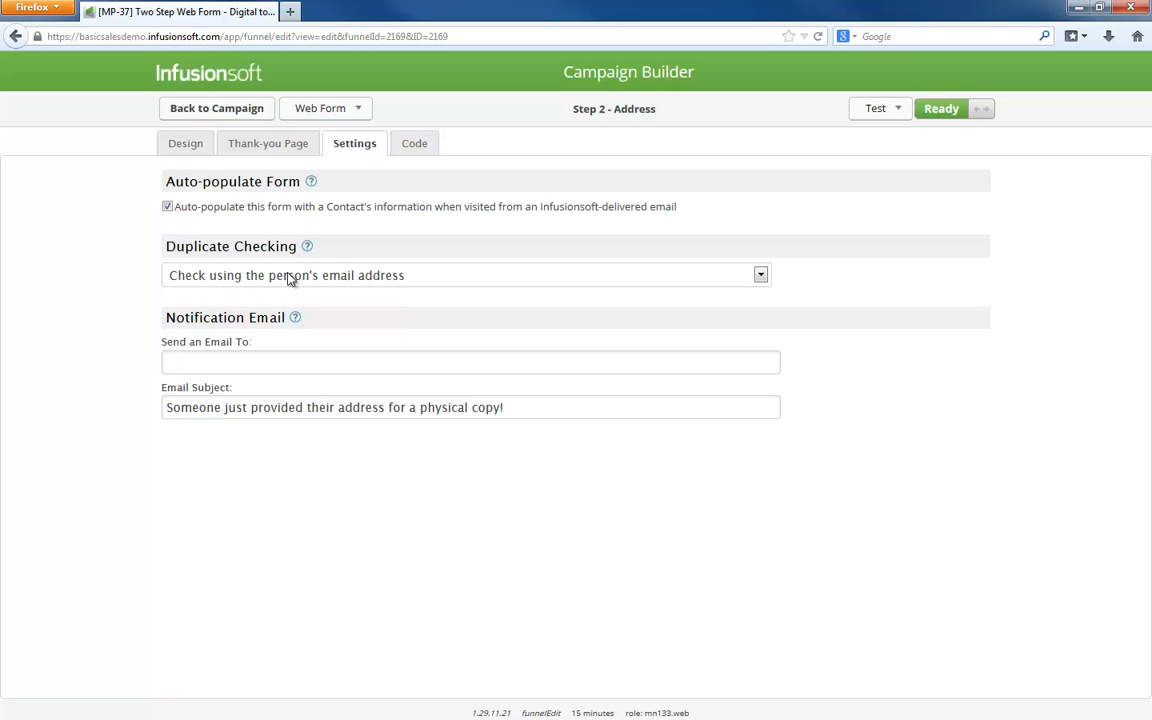 Firefox
[MP-37] Two Step Web Form - Digital to...
https://basicsalesdemo.infusionsoft.com/app/funnel/edit?view=edit&funnelId=2169&ID=2169
Google
Infusionsoft
Campaign Builder
Back to Campaign
Web Form
Step 2 - Address
Test
Ready
Design
Thank-you Page
Settings
Code
Auto-populate Form ?
Auto-populate this form with a Contact's information when visited from an Infusionsoft-delivered email
Duplicate Checking ?
Check using the person's email address
Notification Email ?
Send an Email To:
Email Subject:
Someone just provided their address for a physical copy!
1.29.11.21 funnelEdit 15 minutes role: mn133.web